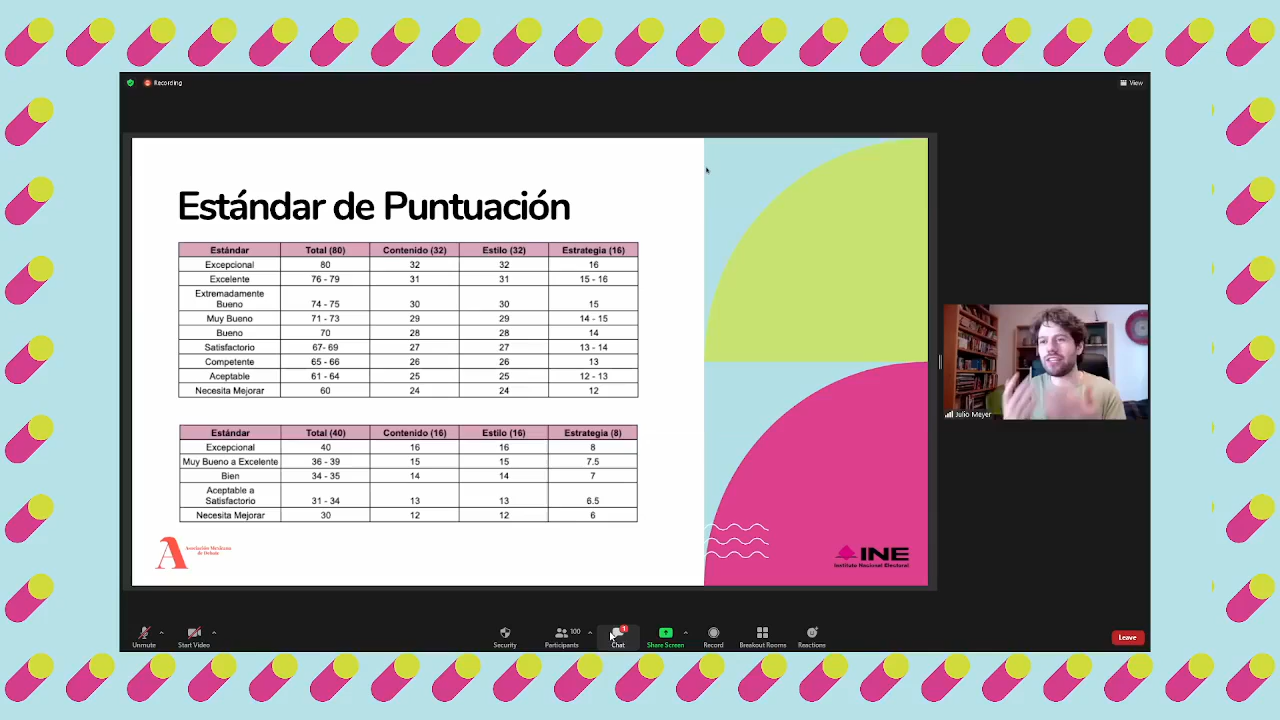 Recording
View
Estándar de Puntuación
Estándar Total (80) Contenido (32) Estilo (32) Estrategia (16)
Excepcional 80 32 32 16
Excelente 76 - 79 31 31 15 - 16
Extremadamente
Bueno 74 - 75 30 30 15
Muy Bueno 71 - 73 29 29 14 - 15
Bueno 70 28 28 14
Satisfactorio 67- 69 27 27 13 - 14
Competente 65 - 66 26 26 13
Aceptable 61 - 64 25 25 12 - 13
Necesita Mejorar 60 24 24 12
Estándar Total (40) Contenido (16) Estilo (16) Estrategia (8)
Excepcional 40 16 16 8
Muy Bueno a Excelente 36 - 39 15 15 7.5
Bien 34 - 35 14 14 7
Aceptable a
Satisfactorio 31 - 34 13 13 6.5
Necesita Mejorar 30 12 12 6
A Asociación Mexicana
de Debate
INE
Instituto Nacional Electoral
Julio Meyer
Unmute
Start Video
Security
100
Participants
1
Chat
Share Screen
Record
Breakout Rooms
Reactions
Leave